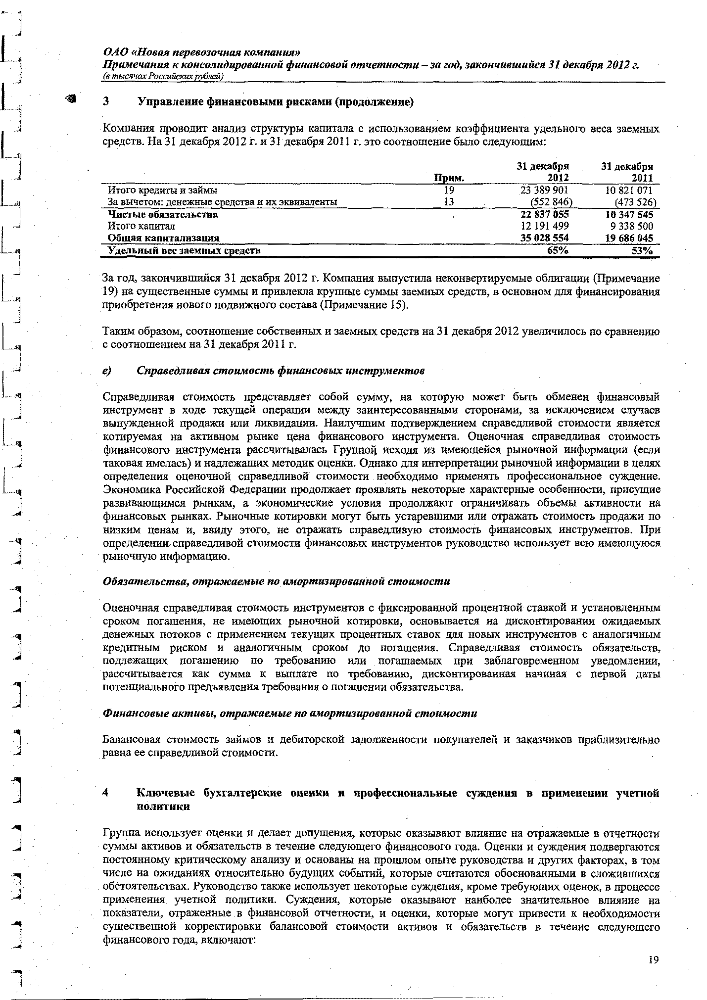 ОАО «Новая перевозочная компания»
Примечания к консолидированной финансовой отчетности – за год, закончившийся 31 декабря 2012 г.
(в тысячах Российских рублей)
3 Управление финансовыми рисками (продолжение)
Компания проводит анализ структуры капитала с использованием коэффициента удельного веса заемных
средств. На 31 декабря 2012 г. и 31 декабря 2011 г. это соотношение было следующим:
31 декабря 31 декабря
Прим. 2012 2011
Итого кредиты и займы 19 23 389 901 10 821 071
За вычетом: денежные средства и их эквиваленты 13 (552 846) (473 526)
Чистые обязательства 22 837 055 10 347 545
Итого капитал 12 191 499 9 338 500
Общая капитализация 35 028 554 19 686 045
Удельный вес заемных средств 65% 53%
За год, закончившийся 31 декабря 2012 г. Компания выпустила неконвертируемые облигации (Примечание
19) на существенные суммы и привлекла крупные суммы заемных средств, в основном для финансирования
приобретения нового подвижного состава (Примечание 15).
Таким образом, соотношение собственных и заемных средств на 31 декабря 2012 увеличилось по сравнению
с соотношением на 31 декабря 2011 г.
е) Справедливая стоимость финансовых инструментов
Справедливая стоимость представляет собой сумму, на которую может быть обменен финансовый
инструмент в ходе текущей операции между заинтересованными сторонами, за исключением случаев
вынужденной продажи или ликвидации. Наилучшим подтверждением справедливой стоимости является
котируемая на активном рынке цена финансового инструмента. Оценочная справедливая стоимость
финансового инструмента рассчитывалась Группой исходя из имеющейся рыночной информации (если
таковая имелась) и надлежащих методик оценки. Однако для интерпретации рыночной информации в целях
определения оценочной справедливой стоимости необходимо применять профессиональное суждение.
Экономика Российской Федерации продолжает проявлять некоторые характерные особенности, присущие
развивающимся рынкам, а экономические условия продолжают ограничивать объемы активности на
финансовых рынках. Рыночные котировки могут быть устаревшими или отражать стоимость продажи по
низким ценам и, ввиду этого, не отражать справедливую стоимость финансовых инструментов. При
определении справедливой стоимости финансовых инструментов руководство использует всю имеющуюся
рыночную информацию.
Обязательства, отражаемые по амортизированной стоимости
Оценочная справедливая стоимость инструментов с фиксированной процентной ставкой и установленным
сроком погашения, не имеющих рыночной котировки, основывается на дисконтировании ожидаемых
денежных потоков с применением текущих процентных ставок для новых инструментов с аналогичным
кредитным риском и аналогичным сроком до погашения. Справедливая стоимость обязательств,
подлежащих погашению по требованию или погашаемых при заблаговременном уведомлении,
рассчитывается как сумма к выплате по требованию, дисконтированная начиная с первой даты
потенциального предъявления требования о погашении обязательства.
Финансовые активы, отражаемые по амортизированной стоимости
Балансовая стоимость займов и дебиторской задолженности покупателей и заказчиков приблизительно
равна ее справедливой стоимости.
4 Ключевые бухгалтерские оценки и профессиональные суждения в применении учетной
политики
Группа использует оценки и делает допущения, которые оказывают влияние на отражаемые в отчетности
суммы активов и обязательств в течение следующего финансового года. Оценки и суждения подвергаются
постоянному критическому анализу и основаны на прошлом опыте руководства и других факторах, в том
числе на ожиданиях относительно будущих событий, которые считаются обоснованными в сложившихся
обстоятельствах. Руководство также использует некоторые суждения, кроме требующих оценок, в процессе
применения учетной политики. Суждения, которые оказывают наиболее значительное влияние на
показатели, отраженные в финансовой отчетности, и оценки, которые могут привести к необходимости
существенной корректировки балансовой стоимости активов и обязательств в течение следующего
финансового года, включают:
19